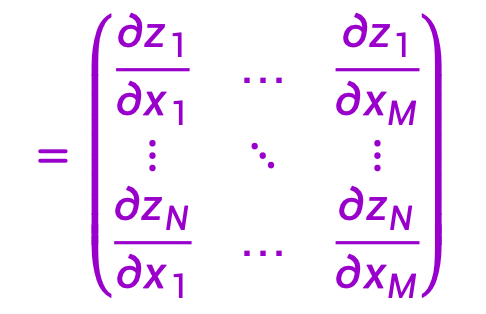 = ( ∂z₁/∂x₁ … ∂z₁/∂x_M
⋮ ⋱ ⋮
∂z_N/∂x₁ … ∂z_N/∂x_M )